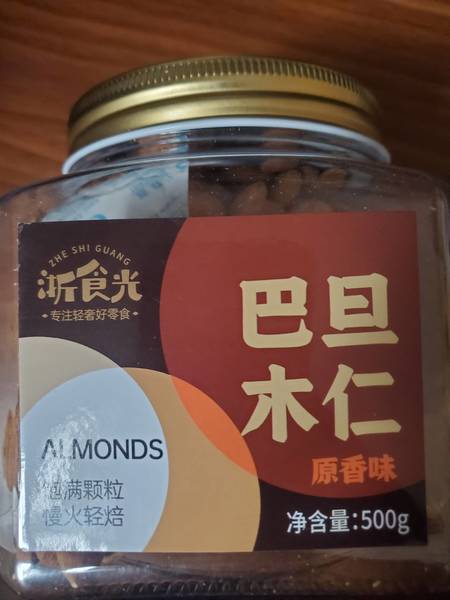 ZHE SHI GUANG
浙食光
专注轻奢好零食
巴旦
木仁
原香味
净含量:500g
ALMONDS
饱满颗粒
慢火轻焙